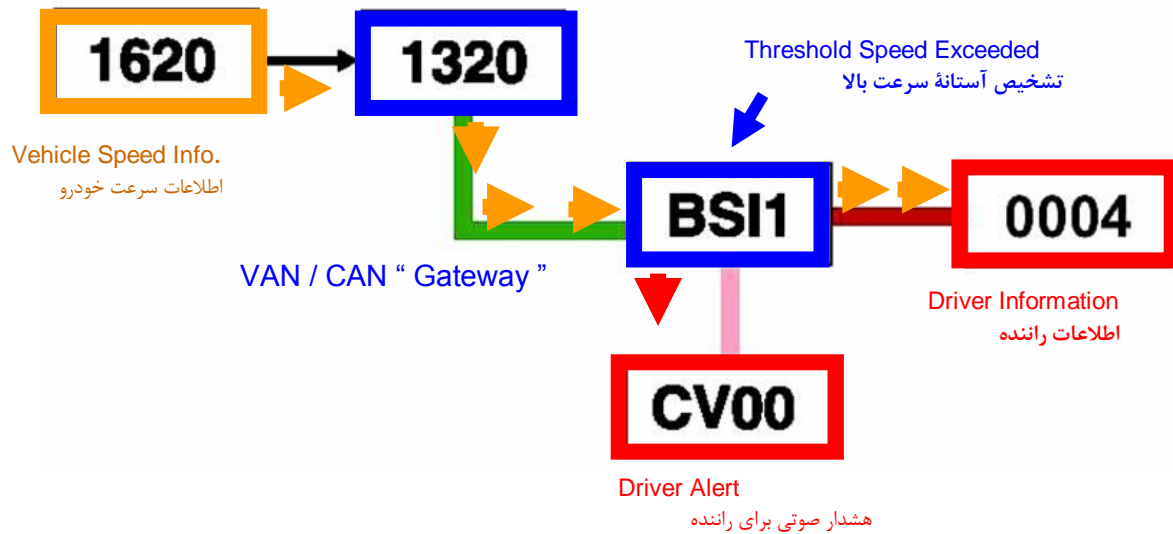 1620
1320
Threshold Speed Exceeded
تشخیص آستانهٔ سرعت بالا
Vehicle Speed Info.
اطلاعات سرعت خودرو
BSI1
0004
VAN / CAN “ Gateway ”
Driver Information
اطلاعات راننده
CV00
Driver Alert
هشدار صوتی برای راننده